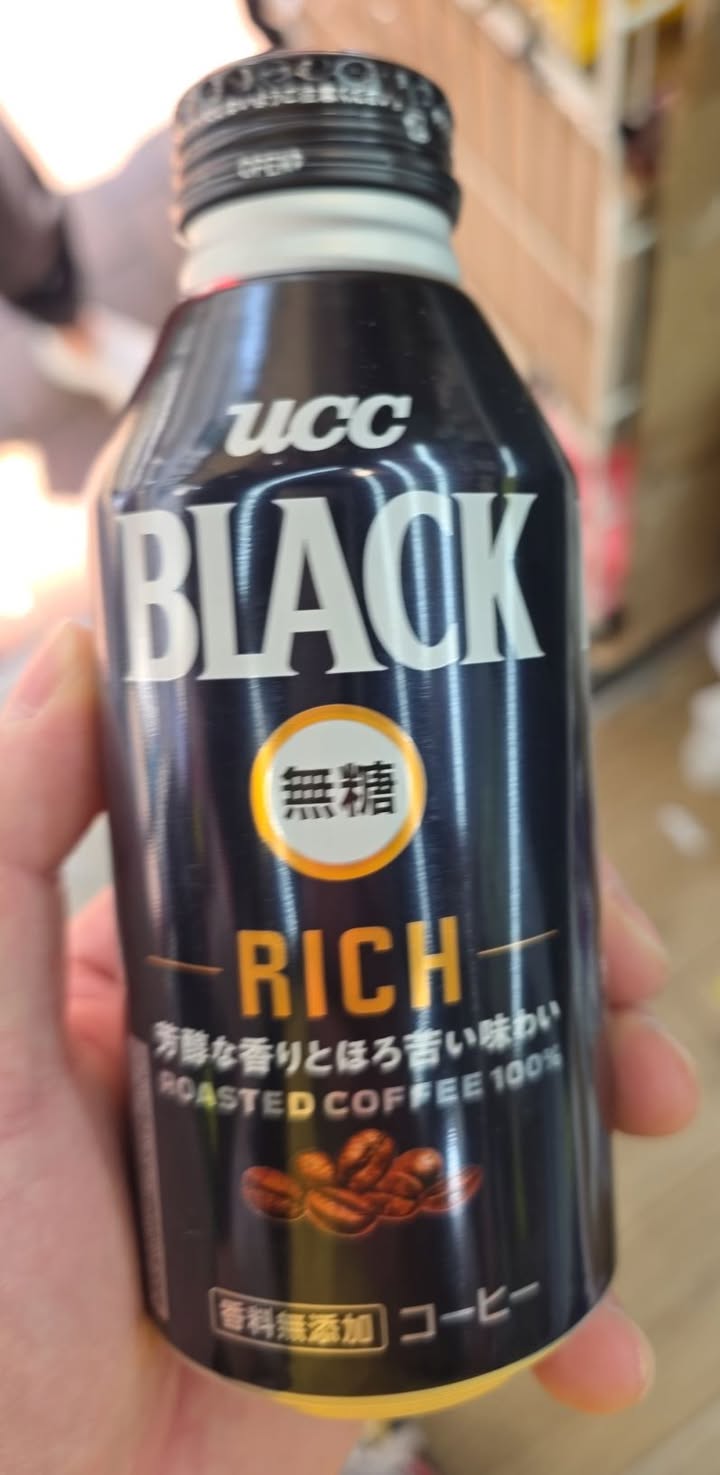 OPEN
ucc
BLACK
無糖
RICH
芳醇な香りとほろ苦い味わい
ROASTED COFFEE 100%
香料無添加 コーヒー